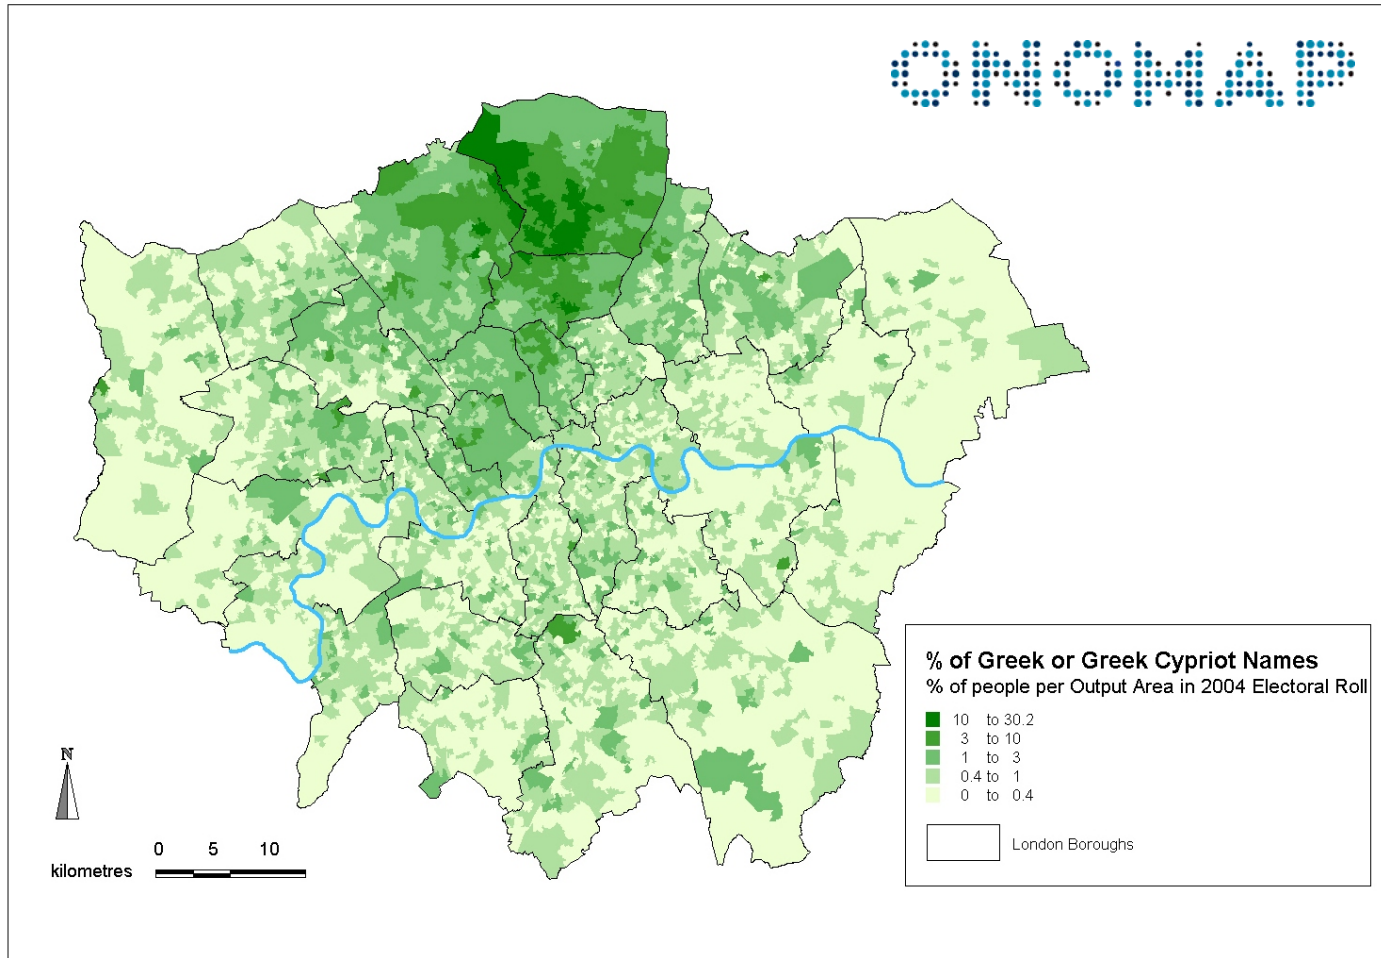 ONOMAP
% of Greek or Greek Cypriot Names
% of people per Output Area in 2004 Electoral Roll
10 to 30.2
3 to 10
1 to 3
0.4 to 1
0 to 0.4
London Boroughs
N
0 5 10
kilometres